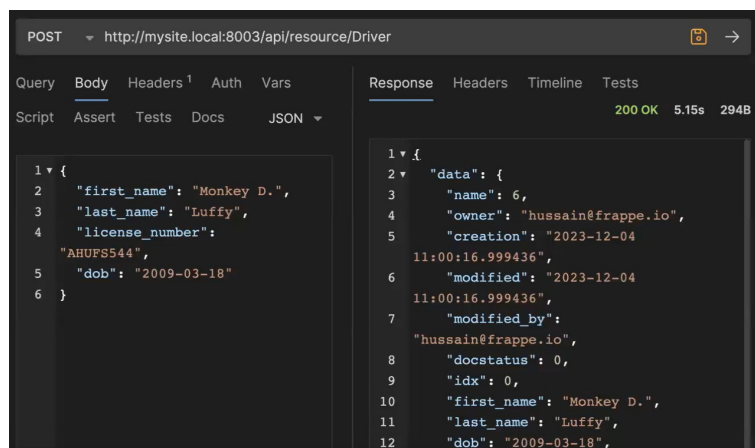 POST http://mysite.local:8003/api/resource/Driver
Query Body Headers 1 Auth Vars
Script Assert Tests Docs JSON
1 {
2 "first_name": "Monkey D.",
3 "last_name": "Luffy",
4 "license_number":
"AHUFS544",
5 "dob": "2009-03-18"
6 }
Response Headers Timeline Tests
200 OK 5.15s 294B
1 {
2 "data": {
3 "name": 6,
4 "owner": "hussain@frappe.io",
5 "creation": "2023-12-04
11:00:16.999436",
6 "modified": "2023-12-04
11:00:16.999436",
7 "modified_by":
"hussain@frappe.io",
8 "docstatus": 0,
9 "idx": 0,
10 "first_name": "Monkey D.",
11 "last_name": "Luffy",
12 "dob": "2009-03-18",